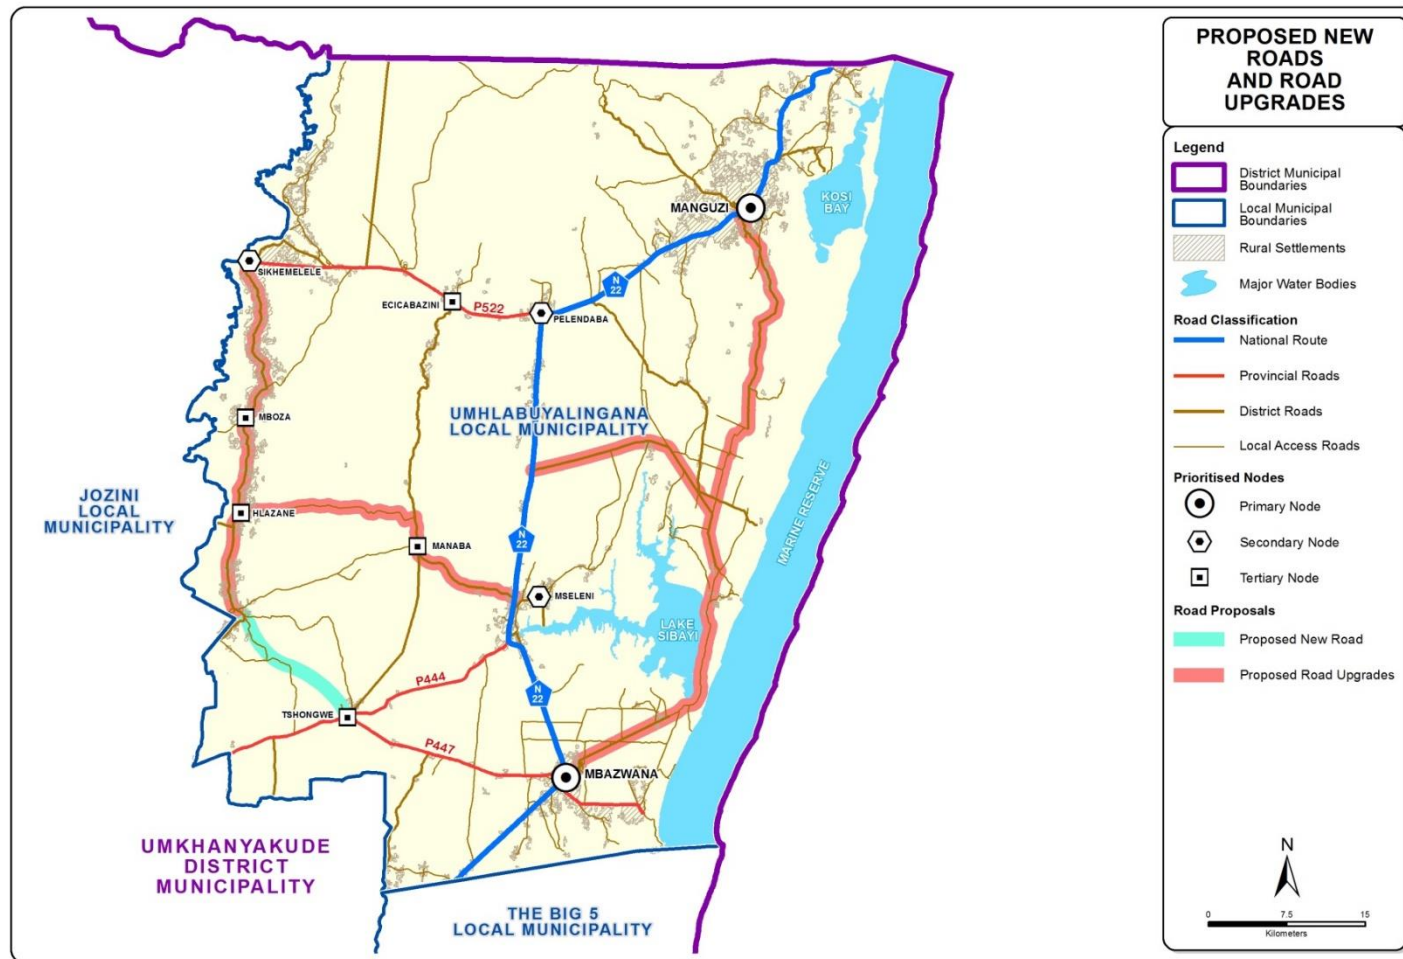 PROPOSED NEW
ROADS
AND ROAD
UPGRADES
Legend
District Municipal
Boundaries
Local Municipal
Boundaries
Rural Settlements
Major Water Bodies
Road Classification
National Route
Provincial Roads
District Roads
Local Access Roads
Prioritised Nodes
Primary Node
Secondary Node
Tertiary Node
Road Proposals
Proposed New Road
Proposed Road Upgrades
N
0 7.5 15
Kilometers
KOSI
BAY
MANGUZI
SIKHEMELELE
N
22
ECICABAZINI
P522
PELENDABA
MBOZA
UMHLABUYALINGANA
LOCAL MUNICIPALITY
JOZINI
LOCAL
MUNICIPALITY
HLAZANE
MARINE RESERVE
N
22
MANABA
MSELENI
LAKE
SIBAYI
P444
N
22
TSHONGWE
P447
MBAZWANA
UMKHANYAKUDE
DISTRICT
MUNICIPALITY
THE BIG 5
LOCAL MUNICIPALITY